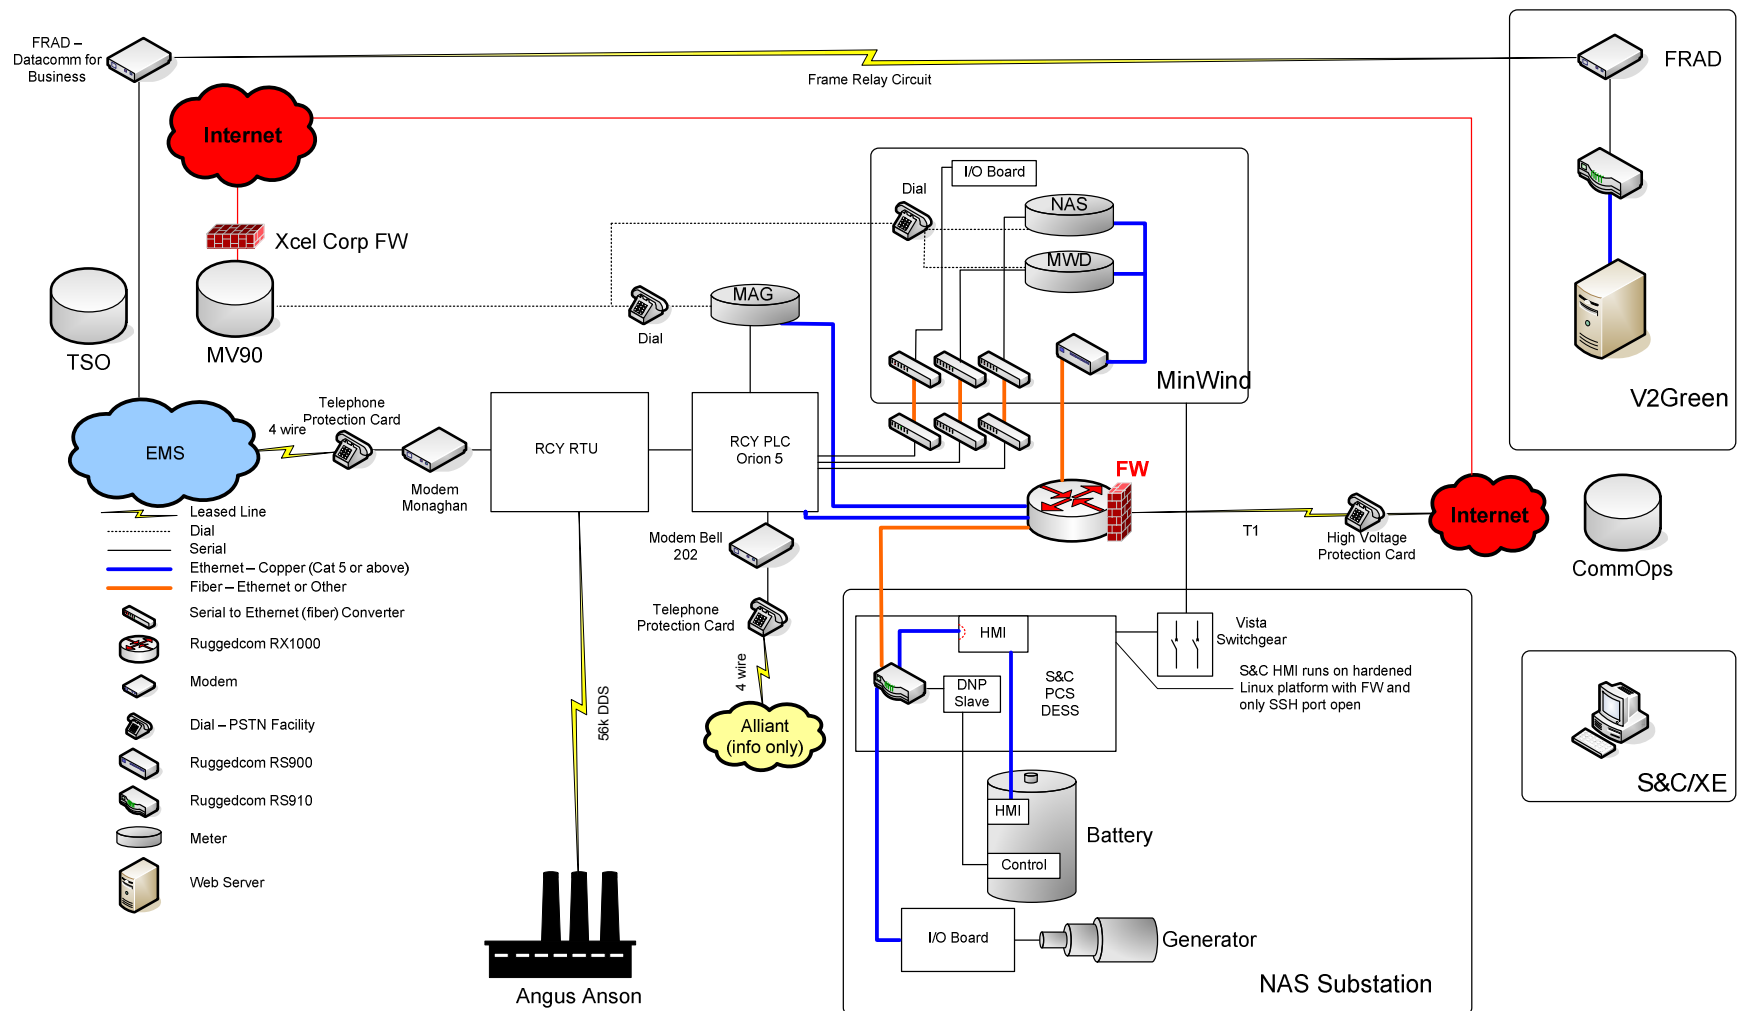 FRAD –
Datacomm for
Business
Frame Relay Circuit
FRAD
Internet
Xcel Corp FW
TSO
MV90
Dial
MAG
Dial
I/O Board
NAS
MWD
MinWind
V2Green
EMS
4 wire
Telephone
Protection Card
Modem
Monaghan
RCY RTU
RCY PLC
Orion 5
FW
T1
High Voltage
Protection Card
Internet
CommOps
Leased Line
Dial
Serial
Ethernet – Copper (Cat 5 or above)
Fiber – Ethernet or Other
Serial to Ethernet (fiber) Converter
Ruggedcom RX1000
Modem
Dial – PSTN Facility
Ruggedcom RS900
Ruggedcom RS910
Meter
Web Server
56k DDS
Angus Anson
Modem Bell
202
Telephone
Protection Card
4 wire
Alliant
(info only)
HMI
DNP
Slave
S&C
PCS
DESS
Vista
Switchgear
S&C HMI runs on hardened
Linux platform with FW and
only SSH port open
HMI
Control
Battery
I/O Board
Generator
NAS Substation
S&C/XE